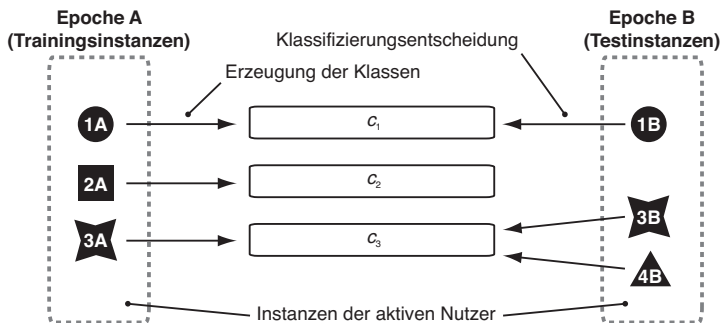 Epoche A
(Trainingsinstanzen)
Epoche B
(Testinstanzen)
Klassifizierungsentscheidung
Erzeugung der Klassen
1A
c₁
1B
2A
c₂
3A
c₃
3B
4B
Instanzen der aktiven Nutzer